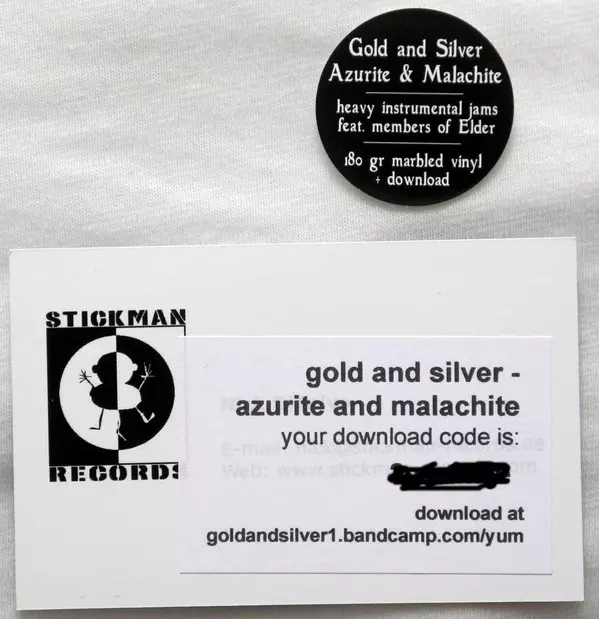 Gold and Silver
Azurite & Malachite
heavy instrumental jams
feat. members of Elder
180 gr marbled vinyl
+ download
STICKMAN
RECORDS
gold and silver -
azurite and malachite
your download code is:
download at
goldandsilver1.bandcamp.com/yum